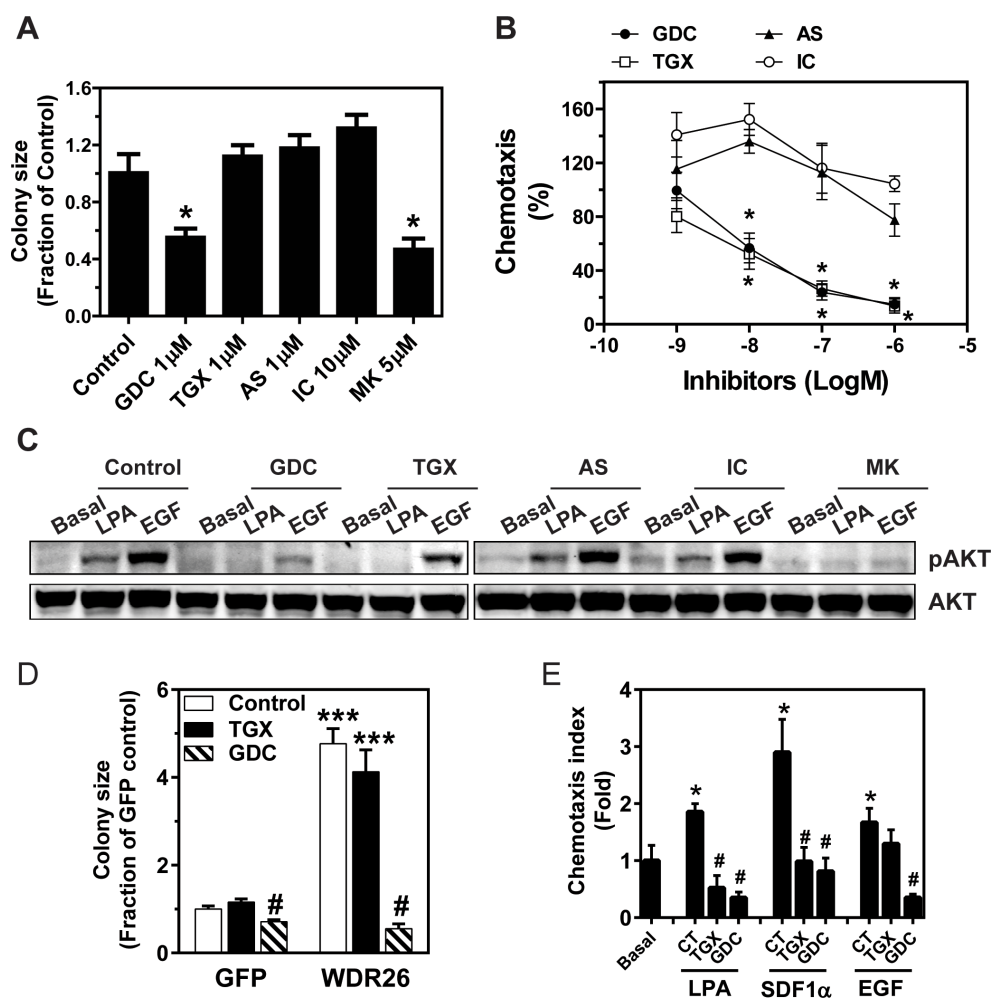 A
Colony size
(Fraction of Control)
1.6
1.2
0.8
0.4
0.0
*
*
Control
GDC 1µM
TGX 1µM
AS 1µM
IC 10µM
MK 5µM
B
GDC
AS
TGX
IC
Chemotaxis
(%)
160
120
80
40
0
*
*
*
*
*
*
-10
-9
-8
-7
-6
-5
Inhibitors (LogM)
C
Control
GDC
TGX
AS
IC
MK
Basal
LPA
EGF
Basal
LPA
EGF
Basal
LPA
EGF
Basal
LPA
EGF
Basal
LPA
EGF
Basal
LPA
EGF
pAKT
AKT
D
Colony size
(Fraction of GFP control)
6
4
2
0
Control
TGX
GDC
***
***
#
#
GFP
WDR26
E
Chemotaxis index
(Fold)
4
3
2
1
0
*
#
#
*
#
#
*
#
Basal
CT
TGX
GDC
CT
TGX
GDC
CT
TGX
GDC
LPA
SDF1α
EGF